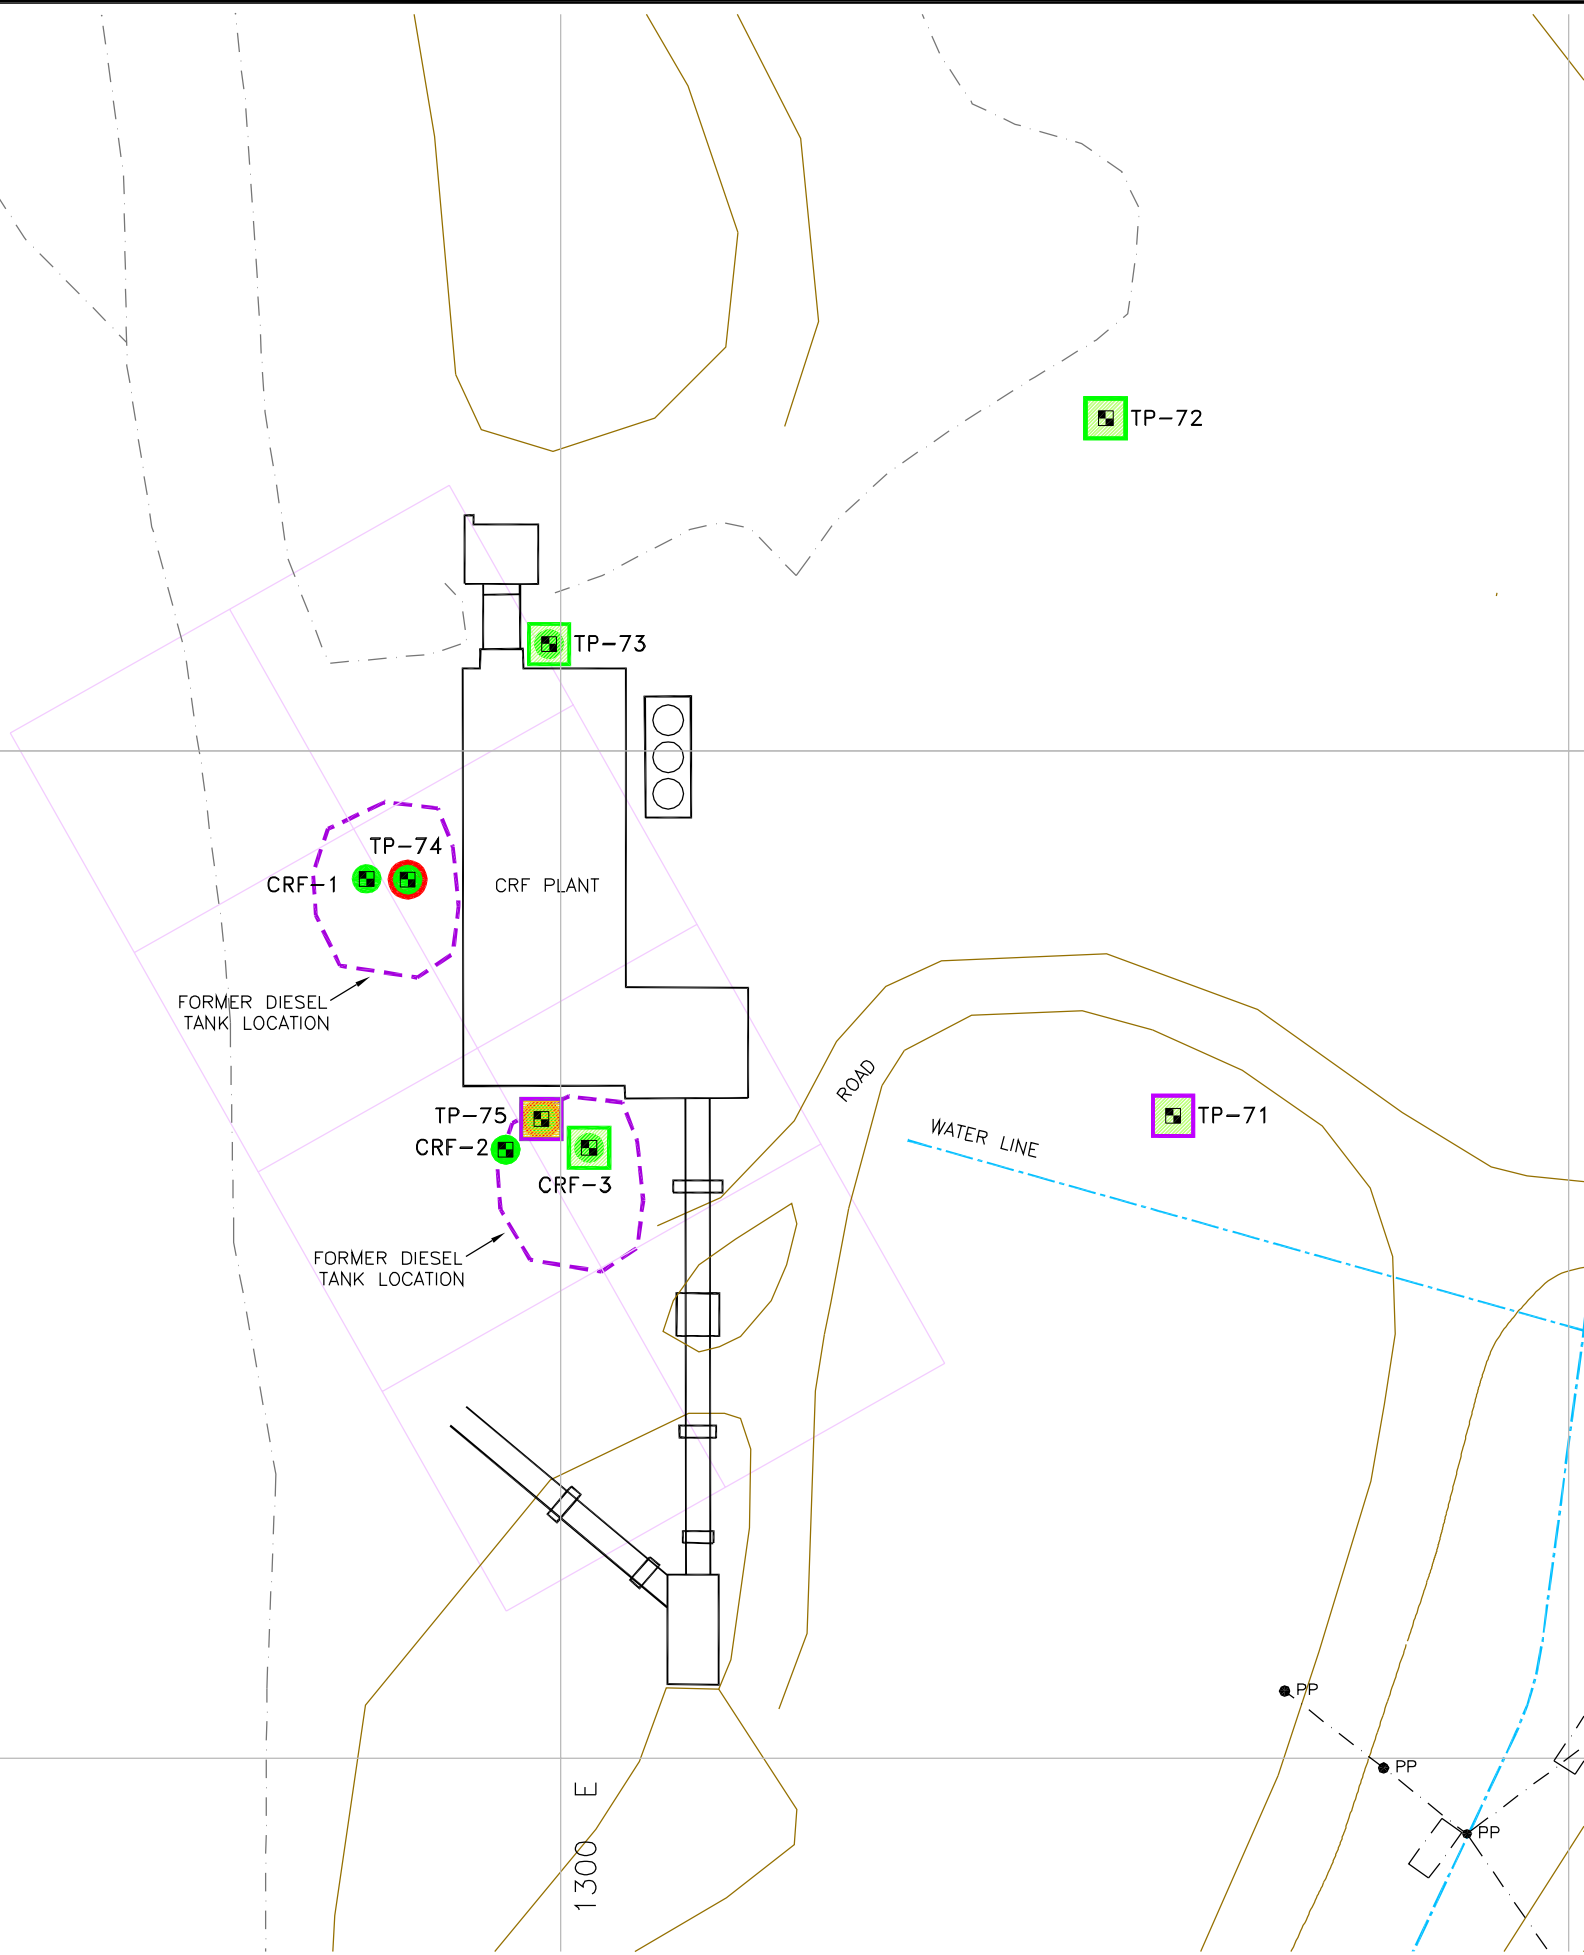 TP-72
TP-73
TP-74
CRF-1
CRF PLANT
FORMER DIESEL
TANK LOCATION
ROAD
TP-75
CRF-2
CRF-3
WATER LINE
TP-71
FORMER DIESEL
TANK LOCATION
PP
PP
PP
1300 E